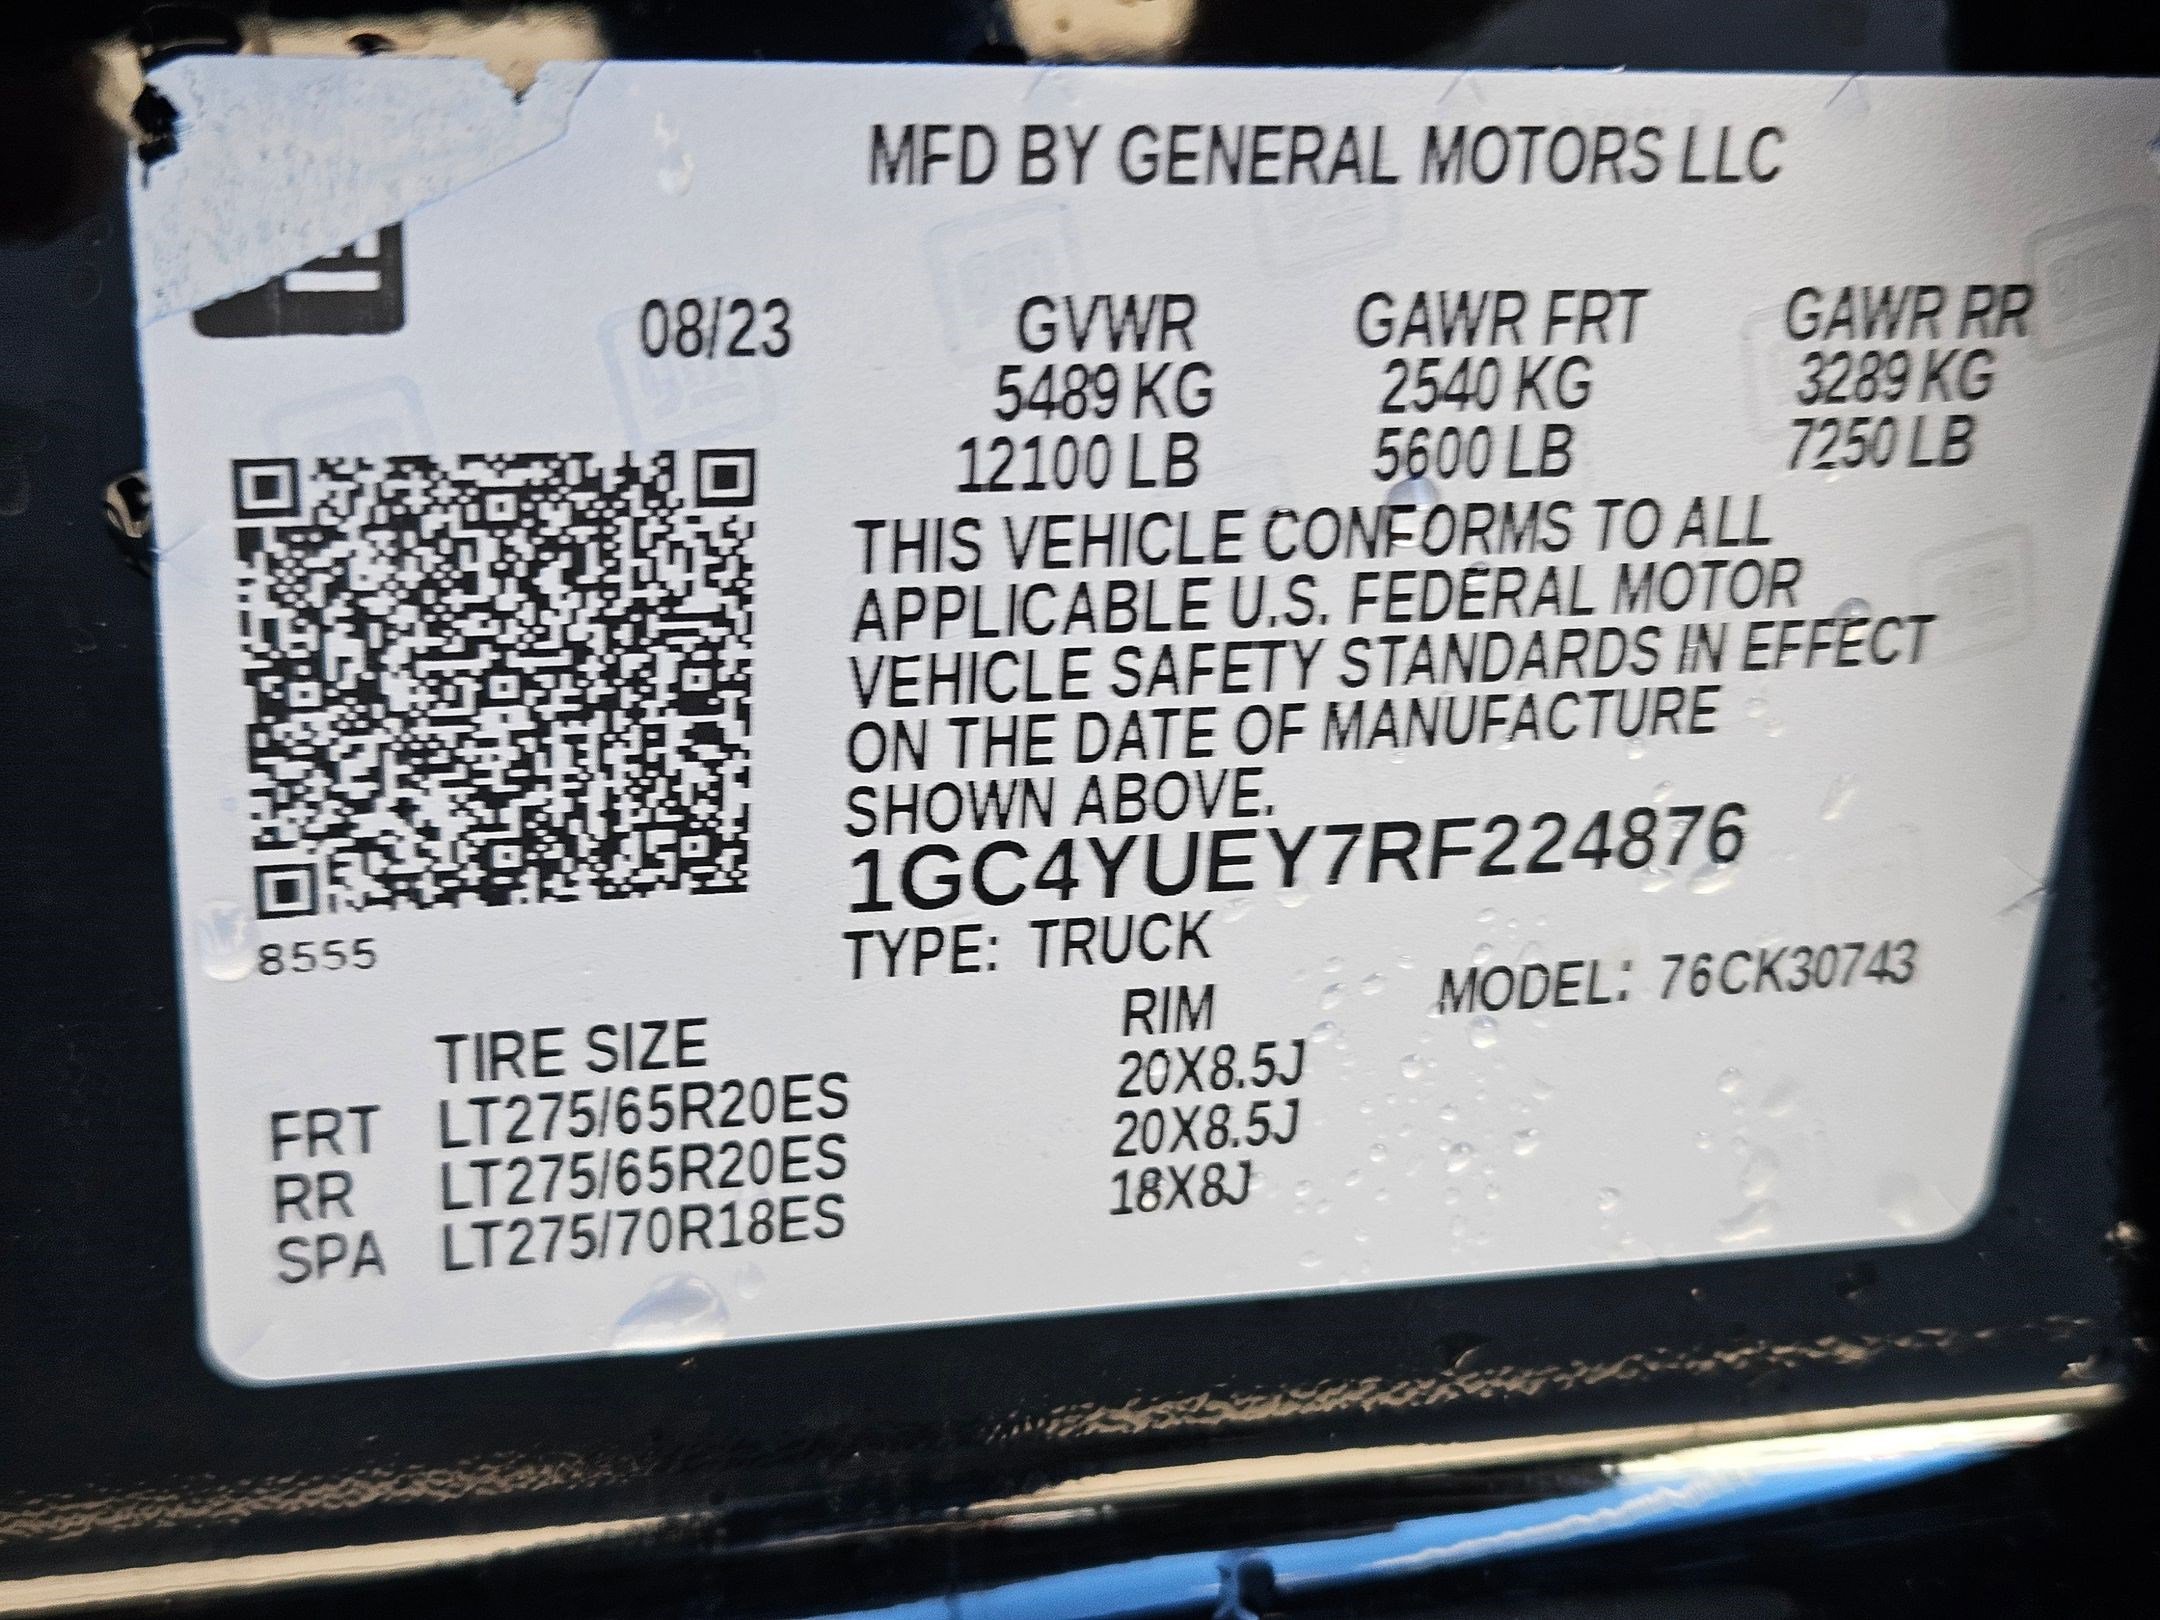 MFD BY GENERAL MOTORS LLC
08/23
GVWR GAWR FRT GAWR RR
5489 KG 2540 KG 3289 KG
12100 LB 5600 LB 7250 LB
THIS VEHICLE CONFORMS TO ALL
APPLICABLE U.S. FEDERAL MOTOR
VEHICLE SAFETY STANDARDS IN EFFECT
ON THE DATE OF MANUFACTURE
SHOWN ABOVE.
1GC4YUEY7RF224876
8555
TYPE: TRUCK
MODEL: 76CK30743
TIRE SIZE RIM
FRT LT275/65R20ES 20X8.5J
RR LT275/65R20ES 20X8.5J
SPA LT275/70R18ES 18X8J